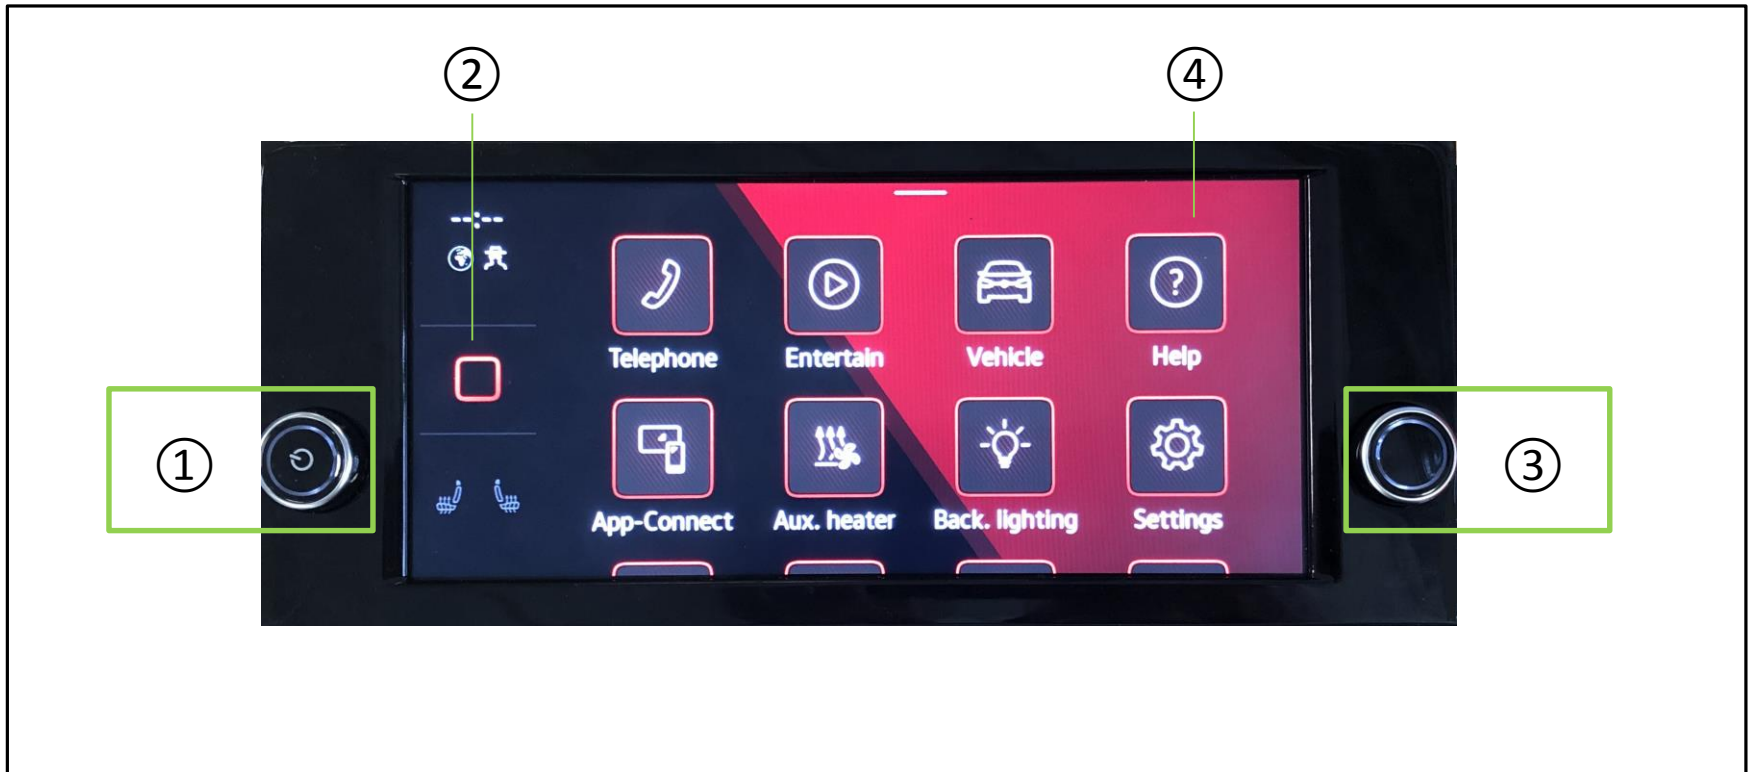 ② ④
--:--
Telephone Entertain Vehicle Help
① ③
App-Connect Aux. heater Back. lighting Settings